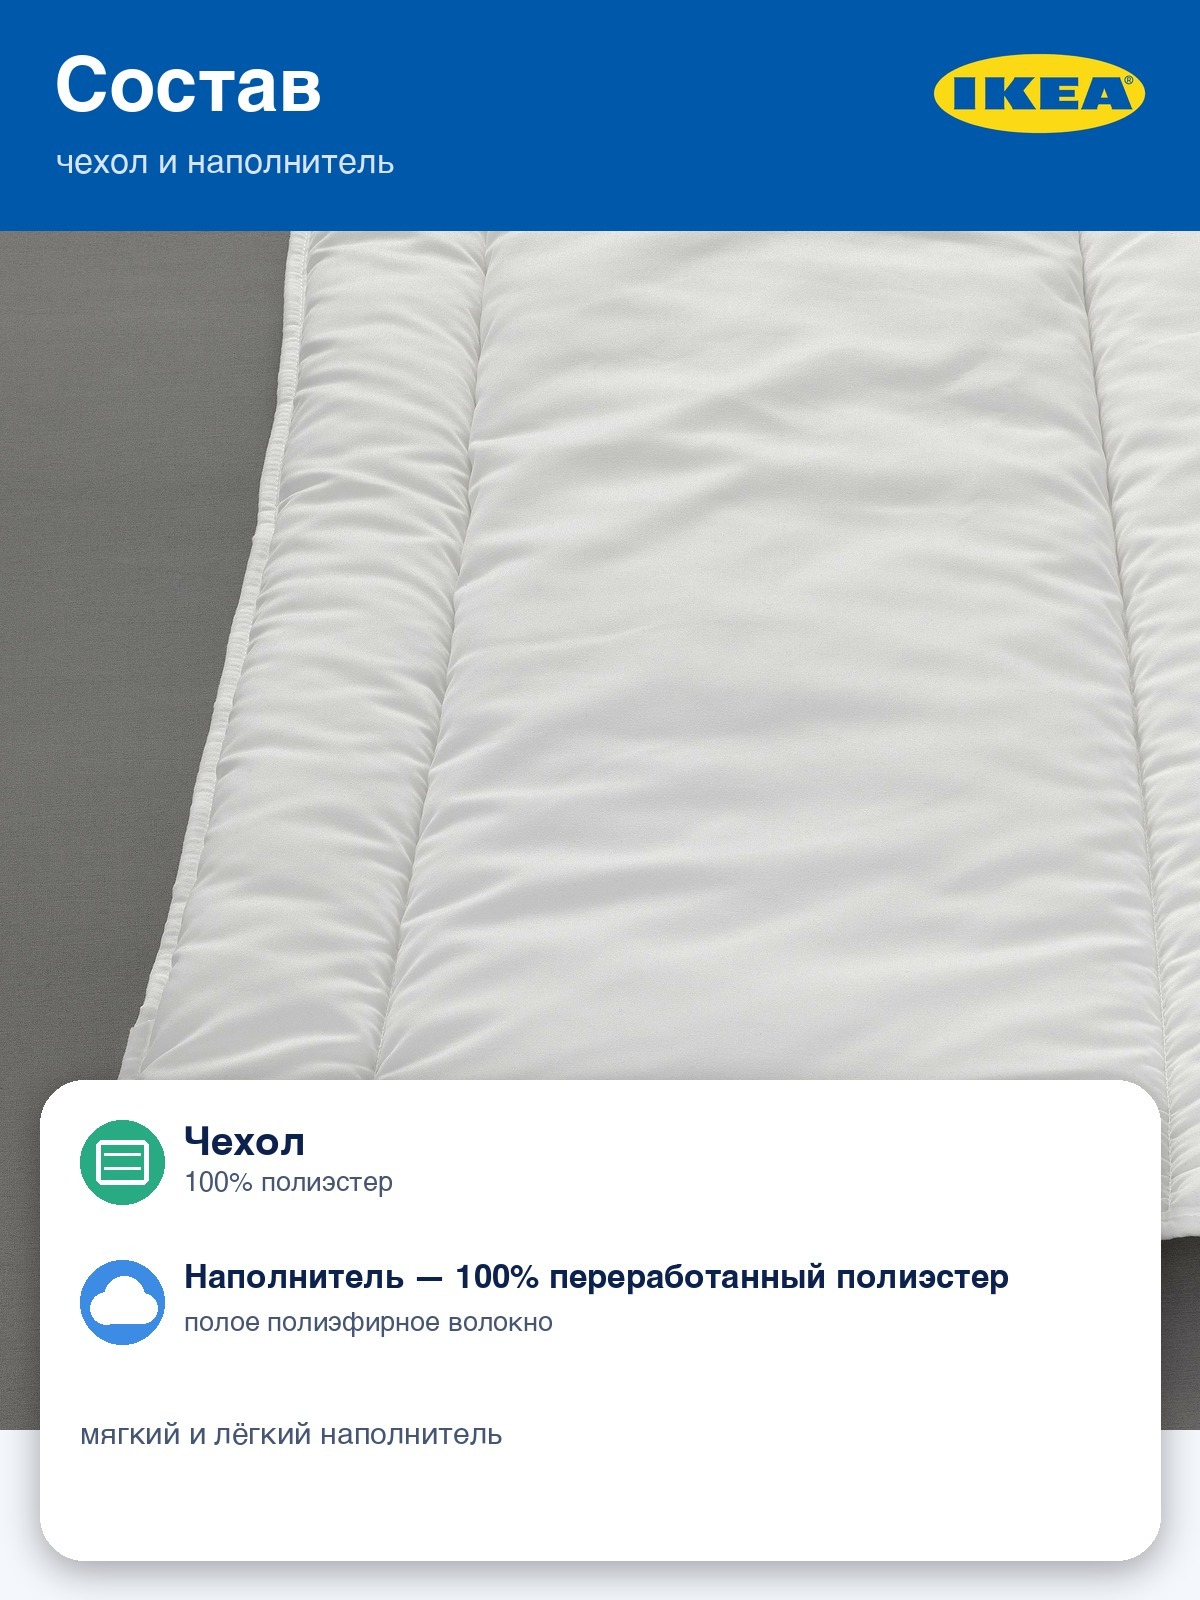 Состав
IKEA®
чехол и наполнитель
Чехол
100% полиэстер
Наполнитель — 100% переработанный полиэстер
полое полиэфирное волокно
мягкий и лёгкий наполнитель